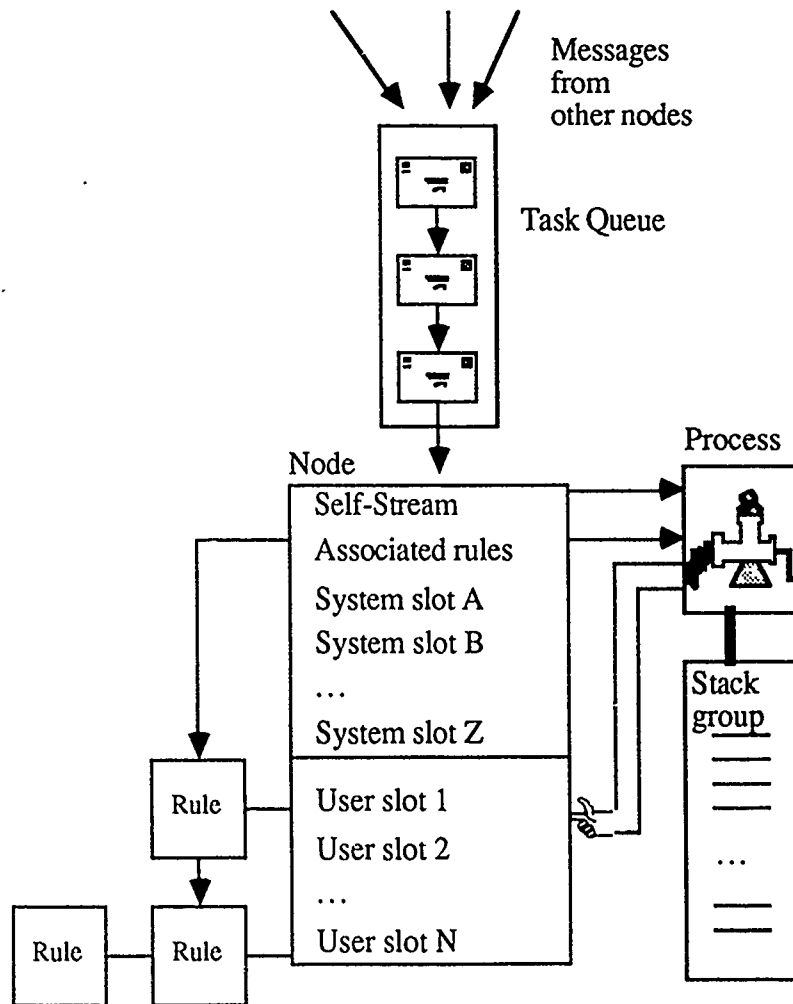 Messages
from
other nodes
Task Queue
Process
Node
Self-Stream
Associated rules
System slot A
System slot B
...
System slot Z
Stack
group
User slot 1
User slot 2
...
User slot N
...
Rule
Rule
Rule